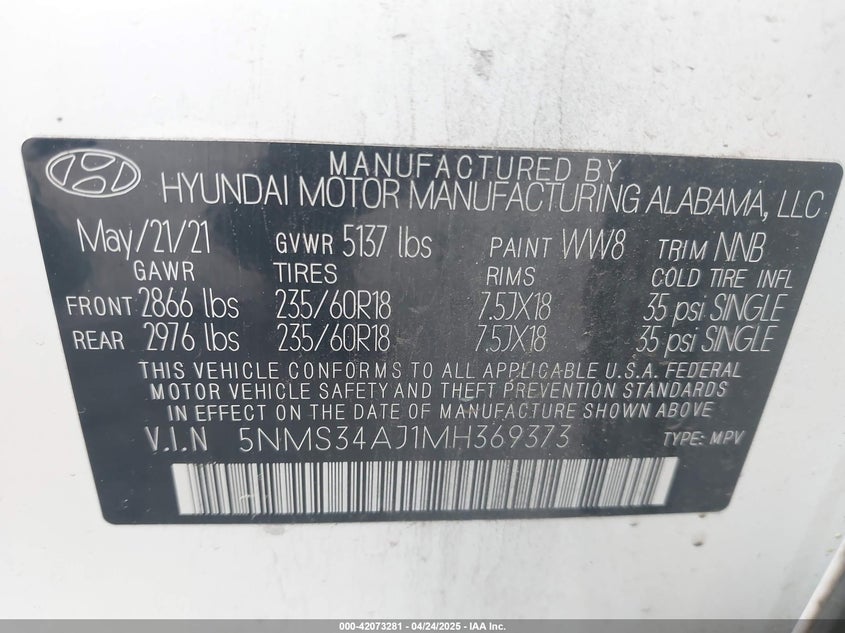 MANUFACTURED BY
HYUNDAI MOTOR MANUFACTURING ALABAMA, LLC
May/21/21 GVWR 5137 lbs PAINT WW8 TRIM NNB
GAWR TIRES RIMS COLD TIRE INFL
FRONT 2866 lbs 235/60R18 7.5JX18 35 psi SINGLE
REAR 2976 lbs 235/60R18 7.5JX18 35 psi SINGLE
THIS VEHICLE CONFORMS TO ALL APPLICABLE U.S.A. FEDERAL
MOTOR VEHICLE SAFETY AND THEFT PREVENTION STANDARDS
IN EFFECT ON THE DATE OF MANUFACTURE SHOWN ABOVE.
V.I.N 5NMS34AJ1MH369373 TYPE: MPV
000-42073281 - 04/24/2025 - IAA Inc.